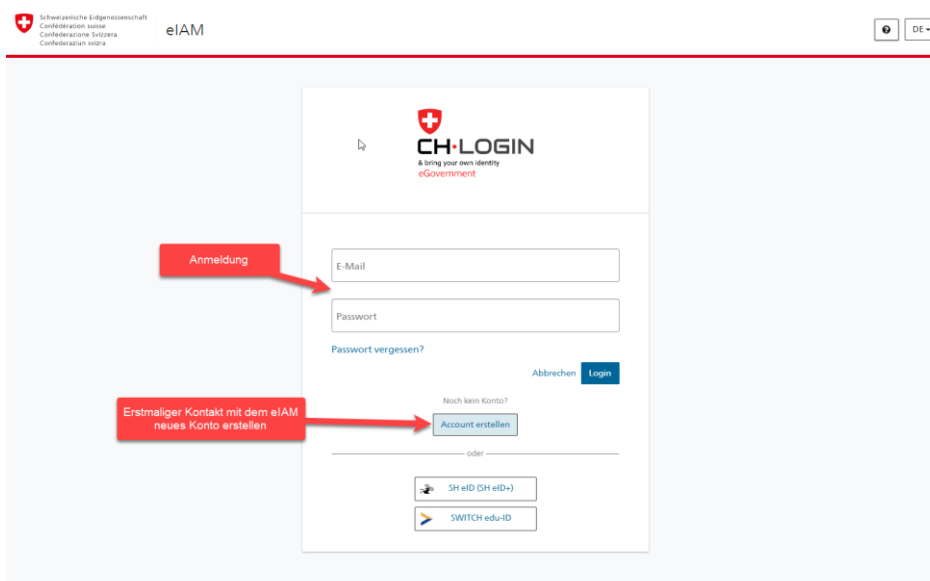 Schweizerische Eidgenossenschaft
Confédération suisse
Confederazione Svizzera
Confederaziun svizra
eIAM
DE
CH·LOGIN
& bring your own identity
eGovernment
Anmeldung
E-Mail
Passwort
Passwort vergessen?
Abbrechen Login
Noch kein Konto?
Erstmaliger Kontakt mit dem eIAM
neues Konto erstellen
Account erstellen
oder
SH eID (SH eID+)
SWITCH edu-ID